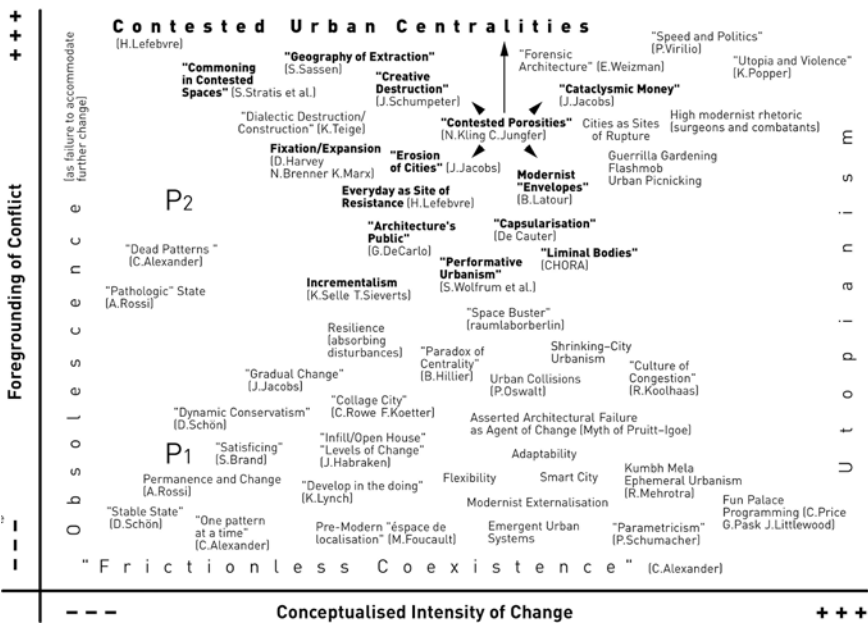 Contested Urban Centralities
(H.Lefebvre)
"Commoning
in Contested
Spaces" (S.Stratis et al.)
"Geography of Extraction"
(S.Sassen)
"Creative
Destruction"
(J.Schumpeter)
"Forensic
Architecture" (E.Weizman)
"Speed and Politics"
(P.Virilio)
"Utopia and Violence"
(K.Popper)
"Cataclysmic Money"
(J.Jacobs)
"Dialectic Destruction/
Construction" (K.Teige)
"Contested Porosities"
(N.Kling C.Jungfer)
Cities as Sites
of Rupture
High modernist rhetoric
(surgeons and combatants)
Fixation/Expansion
(D.Harvey
N.Brenner K.Marx)
"Erosion
of Cities" (J.Jacobs)
Modernist
"Envelopes"
(B.Latour)
Guerrilla Gardening
Flashmob
Urban Picnicking
P2
Everyday as Site of
Resistance (H.Lefebvre)
"Architecture's
Public"
(G.DeCarlo)
"Capsularisation"
(De Cauter)
"Dead Patterns "
(C.Alexander)
"Performative
Urbanism"
(S.Wolfrum et al.)
"Liminal Bodies"
(CHORA)
"Pathologic" State
(A.Rossi)
Incrementalism
(K.Selle T.Sieverts)
"Space Buster"
(raumlaborberlin)
Resilience
(absorbing
disturbances)
"Paradox of
Centrality"
(B.Hillier)
Shrinking-City
Urbanism
"Gradual Change"
(J.Jacobs)
Urban Collisions
(P.Oswalt)
"Culture of
Congestion"
(R.Koolhaas)
"Dynamic Conservatism"
(D.Schön)
"Collage City"
(C.Rowe F.Koetter)
Asserted Architectural Failure
as Agent of Change (Myth of Pruitt-Igoe)
P1
"Satisficing"
(S.Brand)
"Infill/Open House"
"Levels of Change"
(J.Habraken)
Adaptability
Permanence and Change
(A.Rossi)
"Develop in the doing"
(K.Lynch)
Flexibility
Smart City
Kumbh Mela
Ephemeral Urbanism
(R.Mehrotra)
Modernist Externalisation
Fun Palace
Programming (C.Price
G.Pask J.Littlewood)
"Stable State"
(D.Schön)
"One pattern
at a time"
(C.Alexander)
Pre-Modern "éspace de
localisation" (M.Foucault)
Emergent Urban
Systems
"Parametricism"
(P.Schumacher)
"Frictionless Coexistence" (C.Alexander)
Obsolescence
(as failure to accommodate
further change)
Utopianism
+++
Foregrounding of Conflict
---
--- Conceptualised Intensity of Change +++